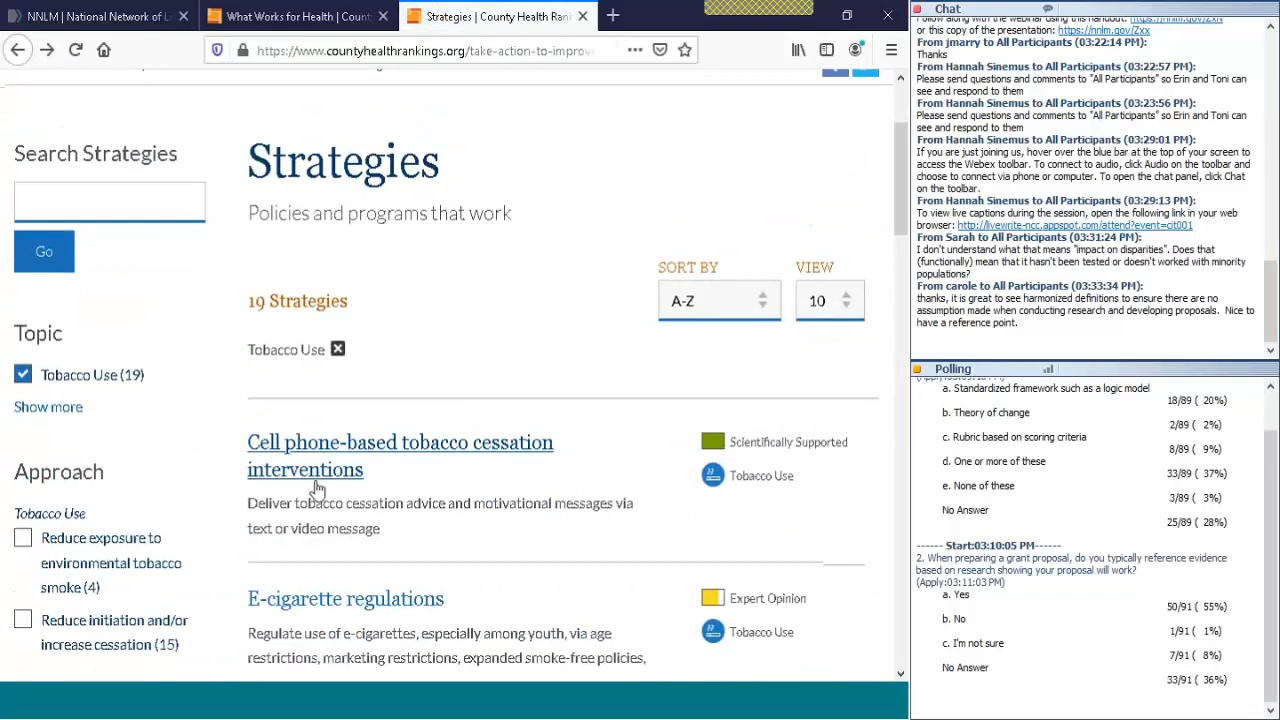 NNLM | National Network of L
What Works for Health | Count
Strategies | County Health Ran
https://www.countyhealthrankings.org/take-action-to-improv
Search Strategies
Go
Topic
Tobacco Use (19)
Show more
Approach
Tobacco Use
Reduce exposure to
environmental tobacco
smoke (4)
Reduce initiation and/or
increase cessation (15)
Strategies
Policies and programs that work
SORT BY
VIEW
19 Strategies
A-Z
10
Tobacco Use
Cell phone-based tobacco cessation
interventions
Scientifically Supported
Tobacco Use
Deliver tobacco cessation advice and motivational messages via
text or video message
E-cigarette regulations
Expert Opinion
Tobacco Use
Regulate use of e-cigarettes, especially among youth, via age
restrictions, marketing restrictions, expanded smoke-free policies,
Chat
Follow along with the webinar using this handout: https://nnlm.gov/ZxN
or this copy of the presentation: https://nnlm.gov/Zxx
From jmarry to All Participants (03:22:14 PM):
Thanks
From Hannah Sinemus to All Participants (03:22:57 PM):
Please send questions and comments to "All Participants" so Erin and Toni can
see and respond to them
From Hannah Sinemus to All Participants (03:23:56 PM):
Please send questions and comments to "All Participants" so Erin and Toni can
see and respond to them
From Hannah Sinemus to All Participants (03:29:01 PM):
If you are just joining us, hover over the blue bar at the top of your screen to
access the Webex toolbar. To connect to audio, click Audio on the toolbar and
choose to connect via phone or computer. To open the chat panel, click Chat
on the toolbar.
From Hannah Sinemus to All Participants (03:29:13 PM):
To view live captions during the session, open the following link in your web
browser: http://livewrite-ncc.appspot.com/attend?event=cit001
From Sarah to All Participants (03:31:24 PM):
I don't understand what that means "impact on disparities". Does that
(functionally) mean that it hasn't been tested or doesn't worked with minority
populations?
From carole to All Participants (03:33:34 PM):
thanks, it is great to see harmonized definitions to ensure there are no
assumption made when conducting research and developing proposals. Nice to
have a reference point.
Polling
a. Standardized framework such as a logic model
18/89 ( 20%)
b. Theory of change
2/89 ( 2%)
c. Rubric based on scoring criteria
8/89 ( 9%)
d. One or more of these
33/89 ( 37%)
e. None of these
3/89 ( 3%)
No Answer
25/89 ( 28%)
------ Start:03:10:05 PM------
2. When preparing a grant proposal, do you typically reference evidence
based on research showing your proposal will work?
(Apply:03:11:03 PM)
a. Yes
50/91 ( 55%)
b. No
1/91 ( 1%)
c. I'm not sure
7/91 ( 8%)
No Answer
33/91 ( 36%)